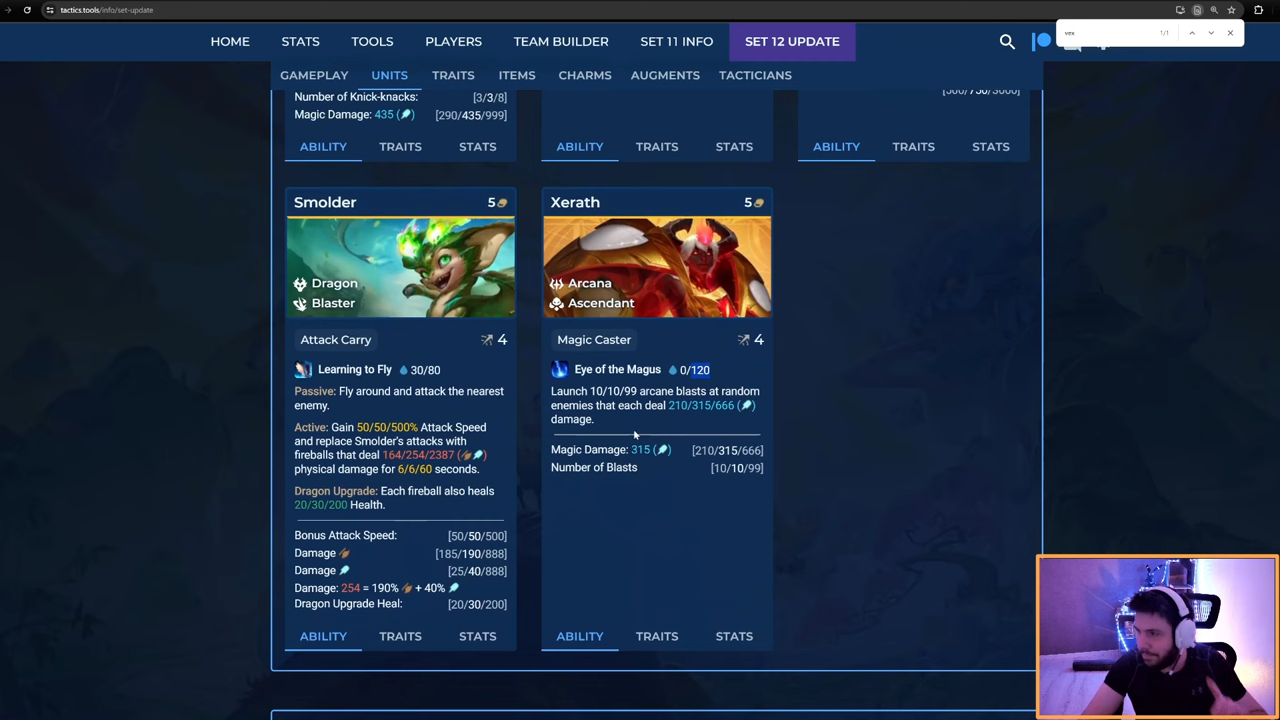 tactics.tools/info/set-update
vex 1/1
HOME STATS TOOLS PLAYERS TEAM BUILDER SET 11 INFO SET 12 UPDATE
GAMEPLAY UNITS TRAITS ITEMS CHARMS AUGMENTS TACTICIANS
Number of Knick-knacks: [3/3/8]
Magic Damage: 435 ( ) [290/435/999]
[500/750/3000]
ABILITY TRAITS STATS
ABILITY TRAITS STATS
ABILITY TRAITS STATS
Smolder 5
Dragon
Blaster
Attack Carry 4
Learning to Fly 30/80
Passive: Fly around and attack the nearest
enemy.
Active: Gain 50/50/500% Attack Speed
and replace Smolder's attacks with
fireballs that deal 164/254/2387 ( )
physical damage for 6/6/60 seconds.
Dragon Upgrade: Each fireball also heals
20/30/200 Health.
Bonus Attack Speed: [50/50/500]
Damage [185/190/888]
Damage [25/40/888]
Damage: 254 = 190% + 40%
Dragon Upgrade Heal: [20/30/200]
ABILITY TRAITS STATS
Xerath 5
Arcana
Ascendant
Magic Caster 4
Eye of the Magus 0/120
Launch 10/10/99 arcane blasts at random
enemies that each deal 210/315/666 ( )
damage.
Magic Damage: 315 ( ) [210/315/666]
Number of Blasts [10/10/99]
ABILITY TRAITS STATS